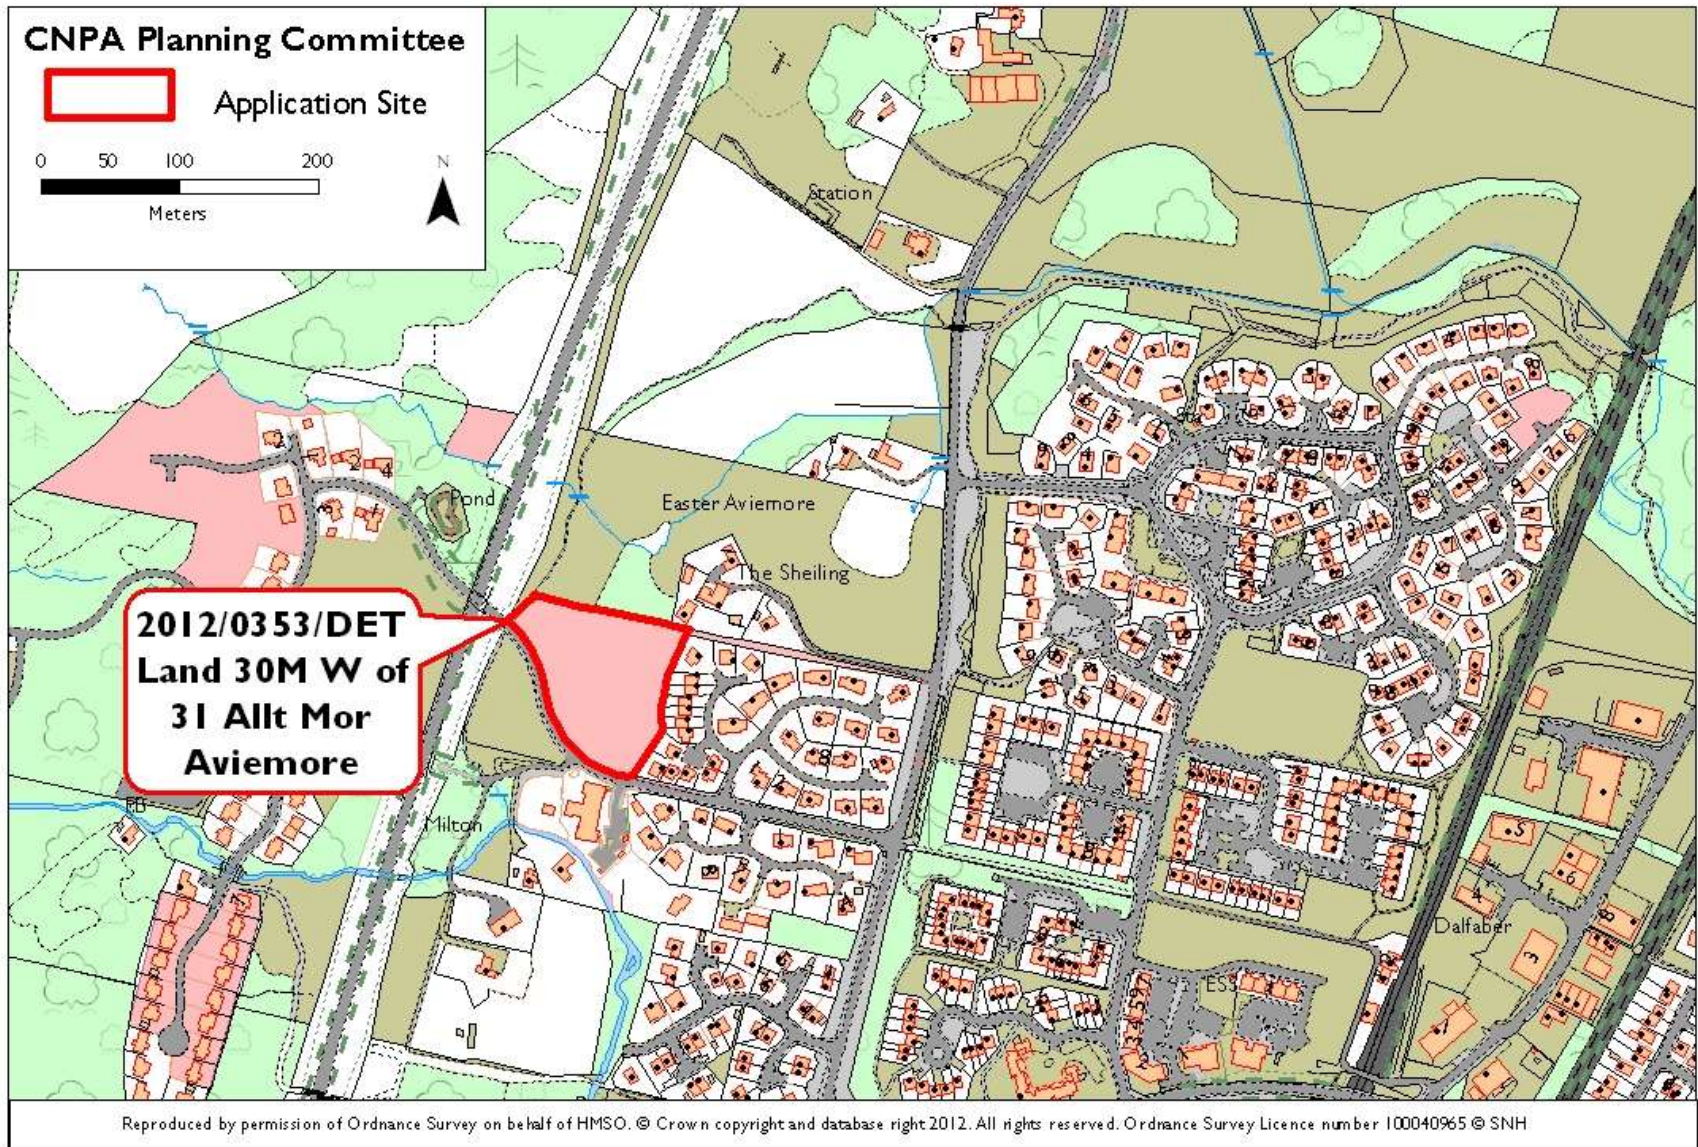 CNPA Planning Committee
Application Site
0 50 100 200
Meters
N
Station
Pond
Easter Aviemore
The Sheiling
2012/0353/DET
Land 30M W of
31 Allt Mor
Aviemore
FB
Milton
Dalfaber
ESS
Reproduced by permission of Ordnance Survey on behalf of HMSO. © Crown copyright and database right 2012. All rights reserved. Ordnance Survey Licence number 100040965 © SNH